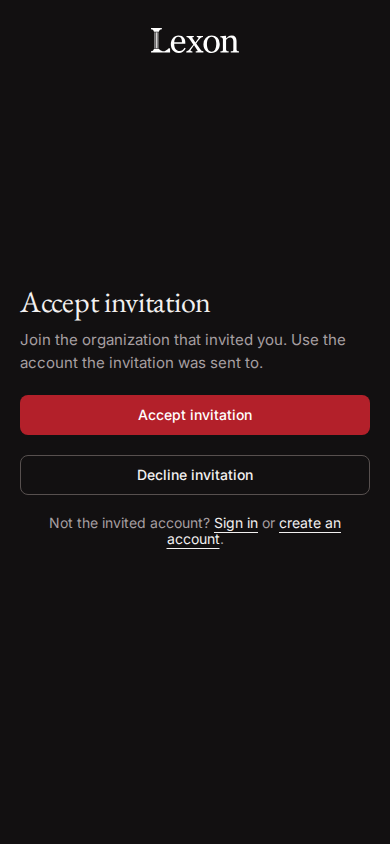 Lexon
Accept invitation
Join the organization that invited you. Use the
account the invitation was sent to.
Accept invitation
Decline invitation
Not the invited account? Sign in or create an
account.